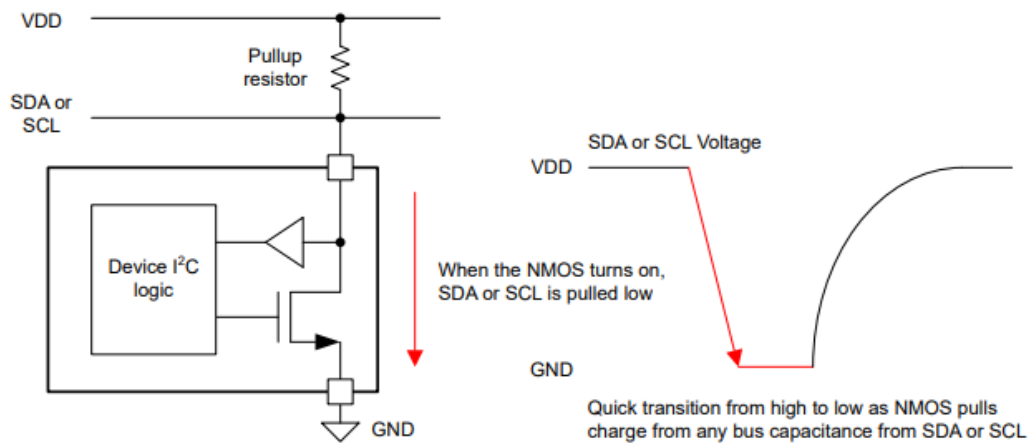 VDD
Pullup
resistor
SDA or
SCL
Device I²C
logic
When the NMOS turns on,
SDA or SCL is pulled low
GND
SDA or SCL Voltage
VDD
GND
Quick transition from high to low as NMOS pulls
charge from any bus capacitance from SDA or SCL